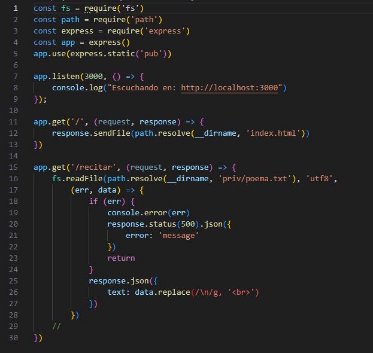 1 const fs = require('fs')
2 const path = require('path')
3 const express = require('express')
4 const app = express()
5 app.use(express.static('pub'))
6
7 app.listen(3000, () => {
8     console.log("Escuchando en: http://localhost:3000")
9 });
10
11 app.get('/', (request, response) => {
12     response.sendFile(path.resolve(__dirname, 'index.html'))
13 })
14
15 app.get('/recitar', (request, response) => {
16     fs.readFile(path.resolve(__dirname, 'priv/poema.txt'), 'utf8',
17         (err, data) => {
18             if (err) {
19                 console.error(err)
20                 response.status(500).json({
21                     error: 'message'
22                 })
23                 return
24             }
25             response.json({
26                 text: data.replace(/\n/g, '<br>')
27             })
28         })
29     //
30 })